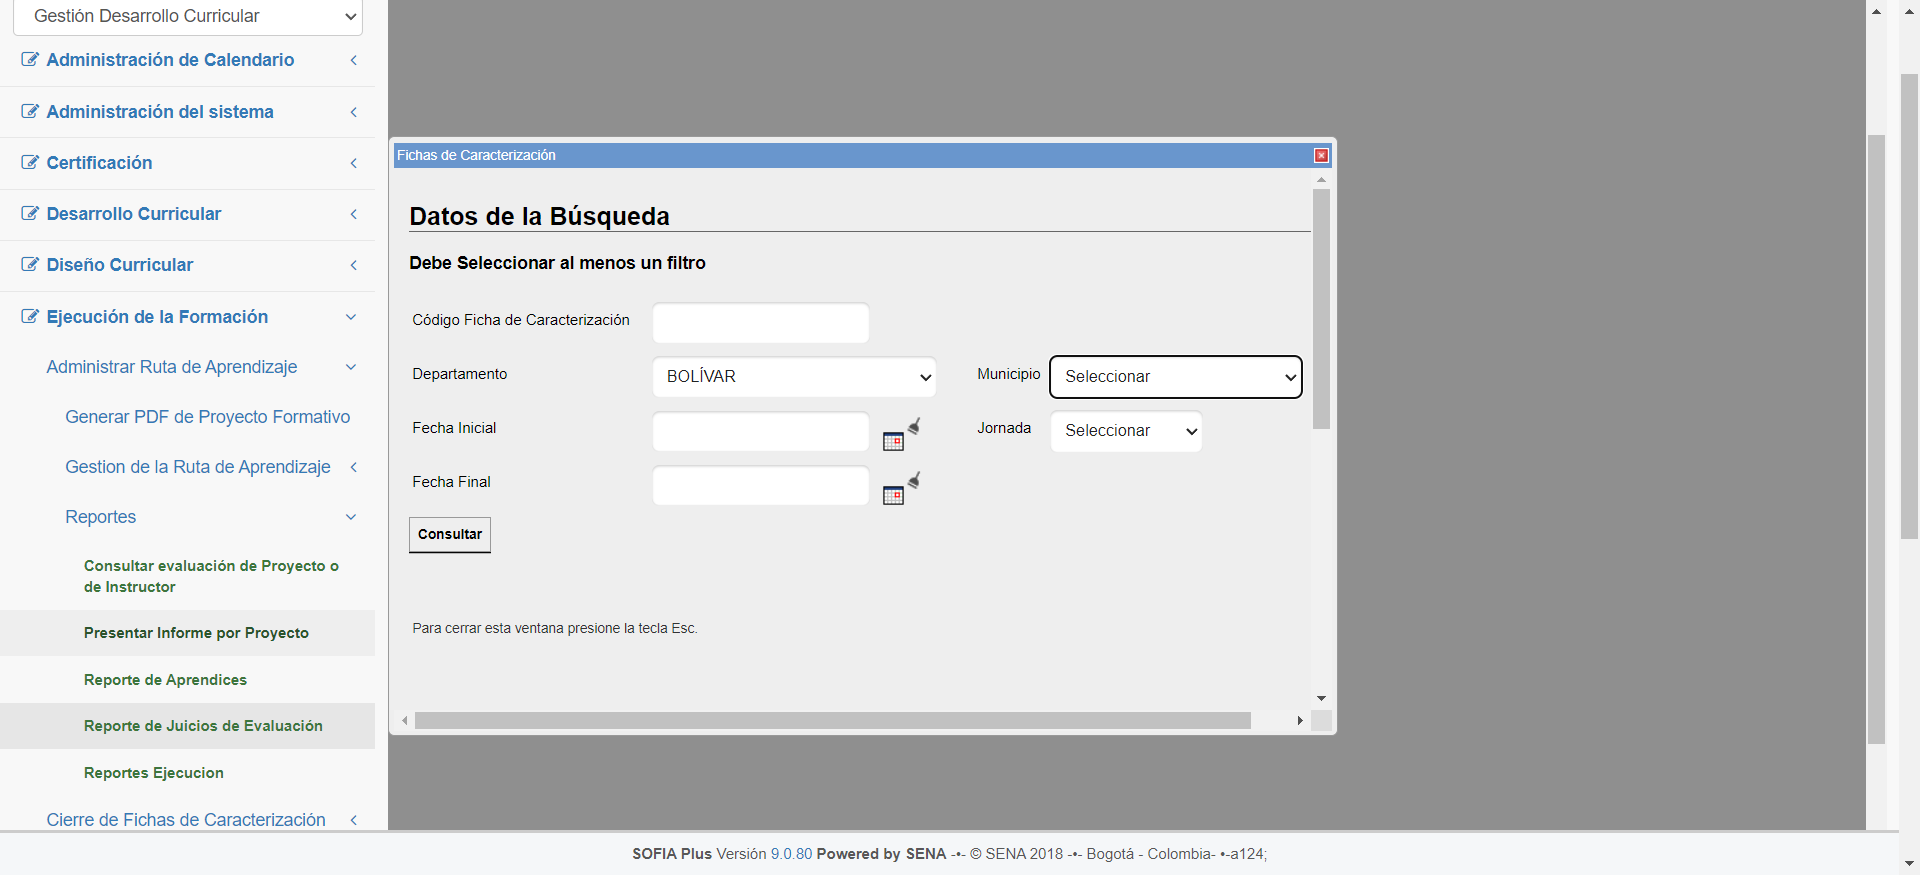 Gestión Desarrollo Curricular
Administración de Calendario
Administración del sistema
Certificación
Desarrollo Curricular
Diseño Curricular
Ejecución de la Formación
Administrar Ruta de Aprendizaje
Generar PDF de Proyecto Formativo
Gestion de la Ruta de Aprendizaje
Reportes
Consultar evaluación de Proyecto o
de Instructor
Presentar Informe por Proyecto
Reporte de Aprendices
Reporte de Juicios de Evaluación
Reportes Ejecucion
Cierre de Fichas de Caracterización
Fichas de Caracterización
Datos de la Búsqueda
Debe Seleccionar al menos un filtro
Código Ficha de Caracterización
Departamento BOLÍVAR Municipio Seleccionar
Fecha Inicial Jornada Seleccionar
Fecha Final
Consultar
Para cerrar esta ventana presione la tecla Esc.
SOFIA Plus Versión 9.0.80 Powered by SENA -•- © SENA 2018 -•- Bogotá - Colombia- •-a124;